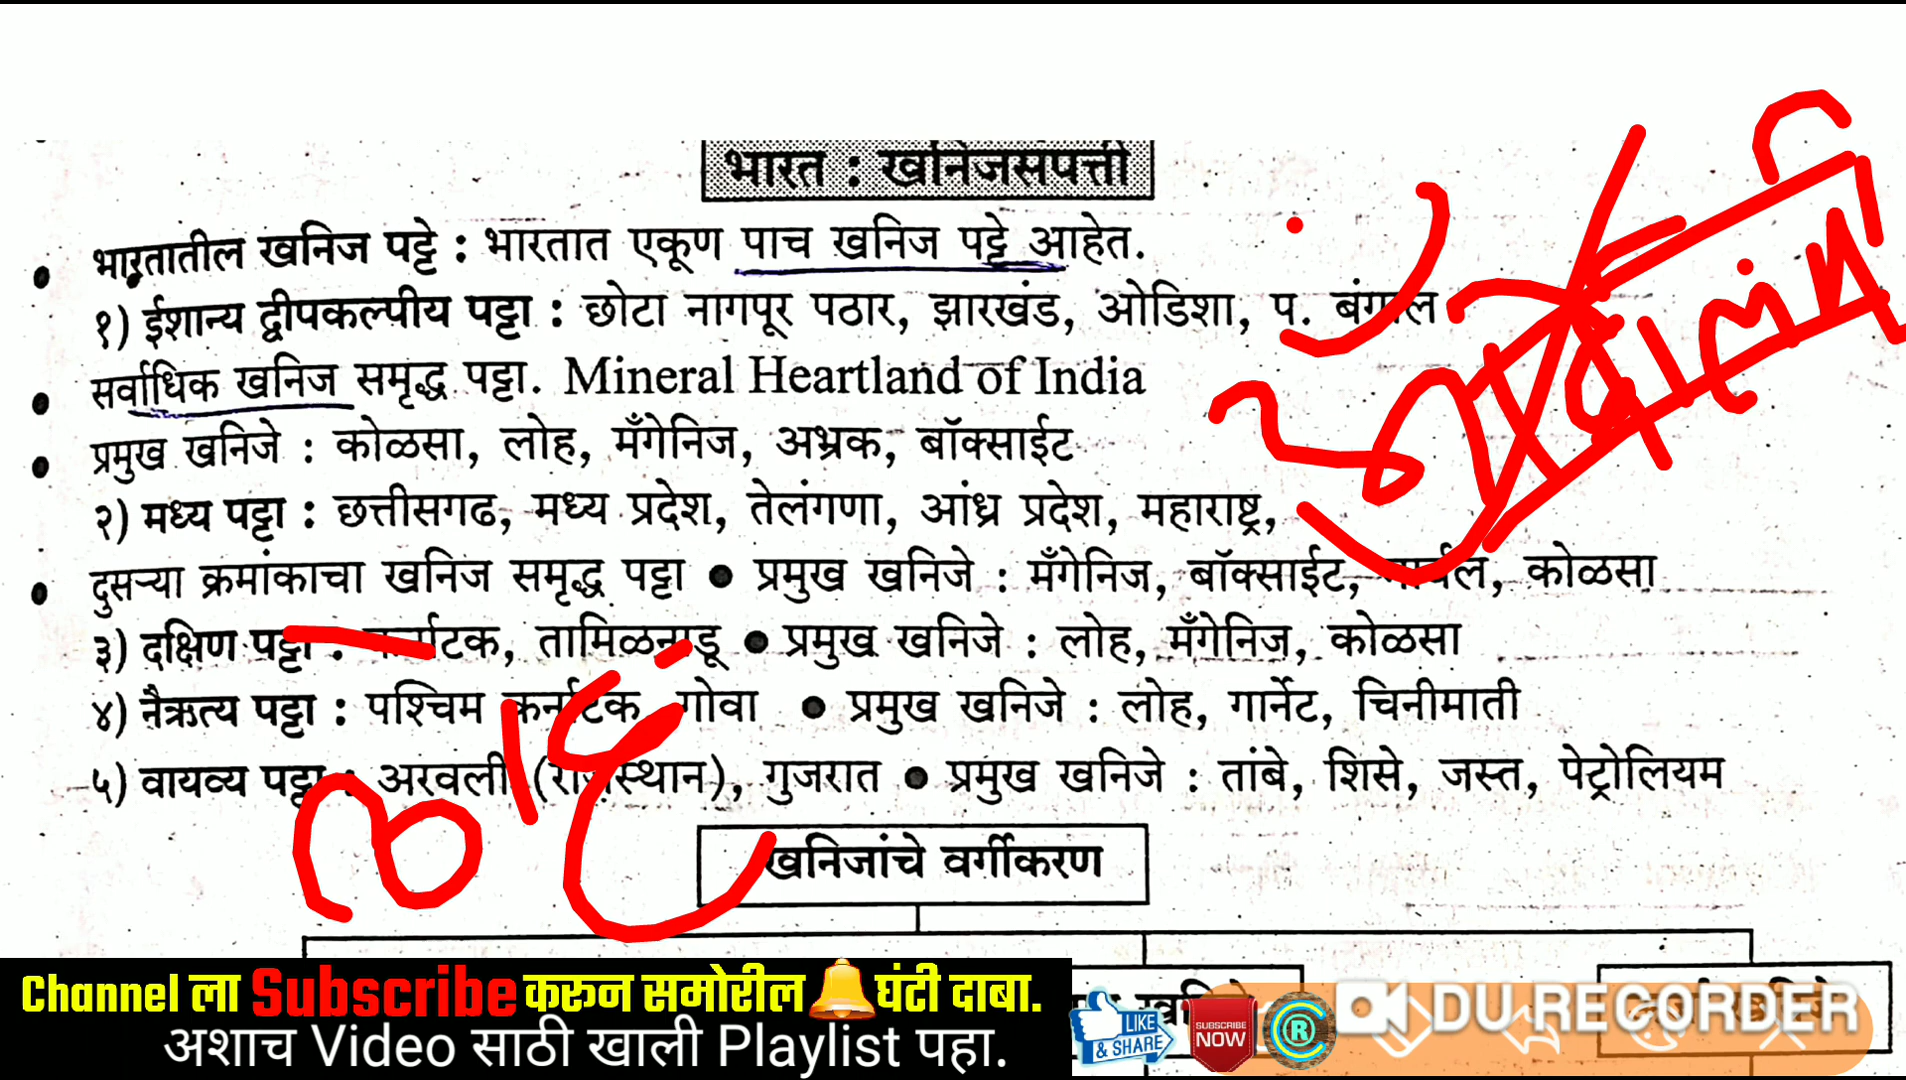 भारत : खनिजसंपत्ती
भारतातील खनिज पट्टे : भारतात एकूण पाच खनिज पट्टे आहेत.
१) ईशान्य द्वीपकल्पीय पट्टा : छोटा नागपूर पठार, झारखंड, ओडिशा, प. बंगाल
सर्वाधिक खनिज समृद्ध पट्टा. Mineral Heartland of India
प्रमुख खनिजे : कोळसा, लोह, मँगेनिज, अभ्रक, बॉक्साईट
२) मध्य पट्टा : छत्तीसगढ, मध्य प्रदेश, तेलंगणा, आंध्र प्रदेश, महाराष्ट्र,
दुसऱ्या क्रमांकाचा खनिज समृद्ध पट्टा ● प्रमुख खनिजे : मँगेनिज, बॉक्साईट, मार्बल, कोळसा
३) दक्षिण पट्टा : कर्नाटक, तामिळनाडू ● प्रमुख खनिजे : लोह, मँगेनिज, कोळसा
४) नैऋत्य पट्टा : पश्चिम कर्नाटक, गोवा ● प्रमुख खनिजे : लोह, गार्नेट, चिनीमाती
५) वायव्य पट्टा : अरवली (राजस्थान), गुजरात ● प्रमुख खनिजे : तांबे, शिसे, जस्त, पेट्रोलियम
खनिजांचे वर्गीकरण
Channel ला Subscribe करून समोरील घंटी दाबा.
अशाच Video साठी खाली Playlist पहा.
LIKE & SHARE
SUBSCRIBE NOW
DU RECORDER